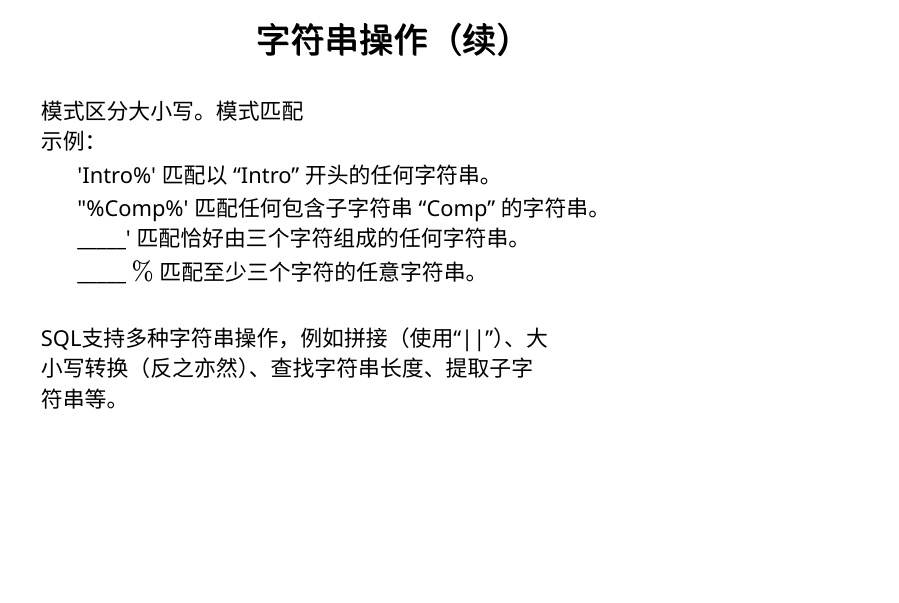 字符串操作（续）
模式区分大小写。模式匹配
示例：
'Intro%' 匹配以 “Intro” 开头的任何字符串。
"%Comp%' 匹配任何包含子字符串 “Comp” 的字符串。
_____' 匹配恰好由三个字符组成的任何字符串。
_____ % 匹配至少三个字符的任意字符串。
SQL支持多种字符串操作，例如拼接（使用“||”）、大
小写转换（反之亦然）、查找字符串长度、提取子字
符串等。